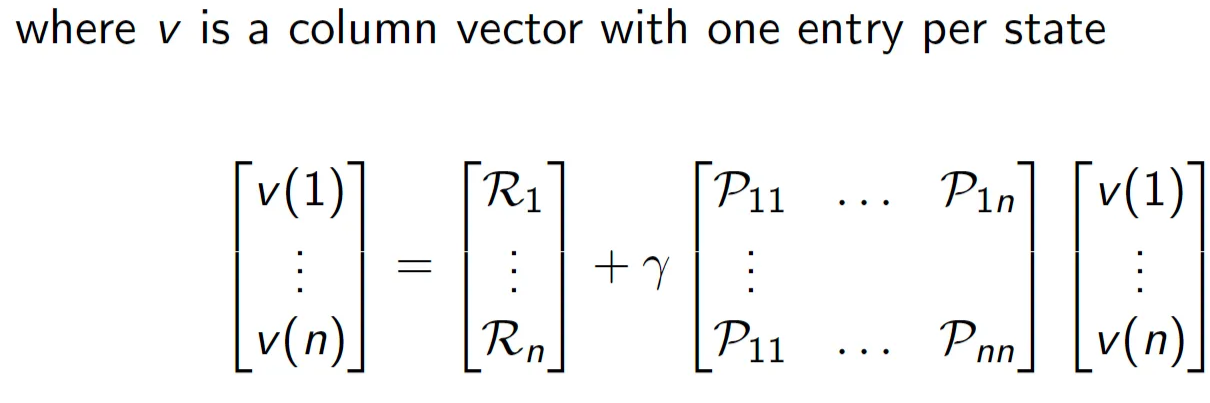 where v is a column vector with one entry per state
[v(1) ⋮ v(n)] = [𝓡₁ ⋮ 𝓡ₙ] + γ [𝓟₁₁ … 𝓟₁ₙ ⋮ 𝓟₁₁ … 𝓟ₙₙ] [v(1) ⋮ v(n)]